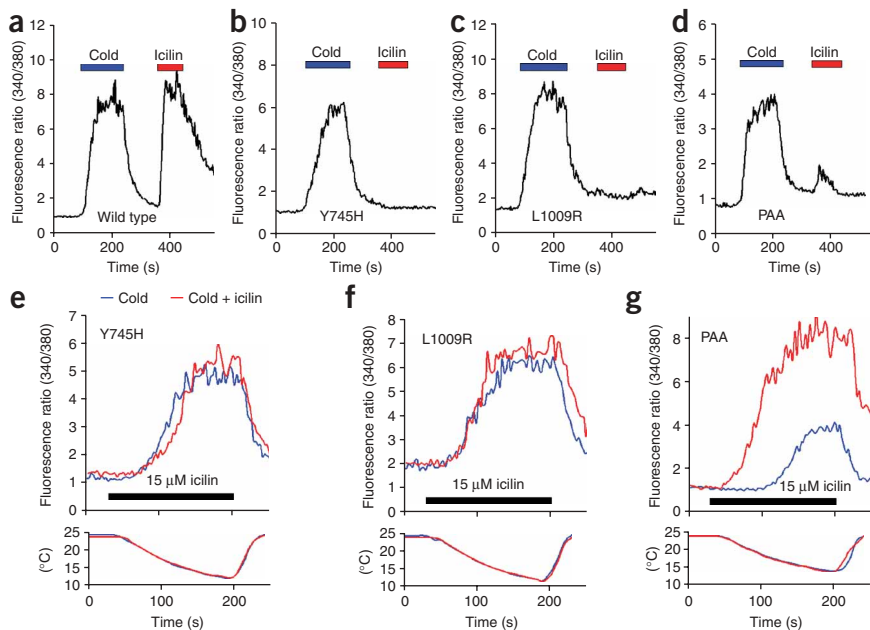 a
Fluorescence ratio (340/380)
12
10
8
6
4
2
0
Cold
Icilin
Wild type
0 200 400
Time (s)
b
Fluorescence ratio (340/380)
10
8
6
4
2
0
Cold
Icilin
Y745H
0 200 400
Time (s)
c
Fluorescence ratio (340/380)
12
10
8
6
4
2
0
Cold
Icilin
L1009R
0 200 400
Time (s)
d
Fluorescence ratio (340/380)
6
5
4
3
2
1
0
Cold
Icilin
PAA
0 200 400
Time (s)
e
Cold
Cold + icilin
Fluorescence ratio (340/380)
7
6
5
4
3
2
1
0
Y745H
15 μM icilin
(°C)
25
20
15
10
0 100 200
Time (s)
f
Fluorescence ratio (340/380)
8
7
6
5
4
3
2
1
0
L1009R
15 μM icilin
(°C)
25
20
15
10
0 100 200
Time (s)
g
Fluorescence ratio (340/380)
8
6
4
2
0
PAA
15 μM icilin
(°C)
25
20
15
10
0 100 200
Time (s)